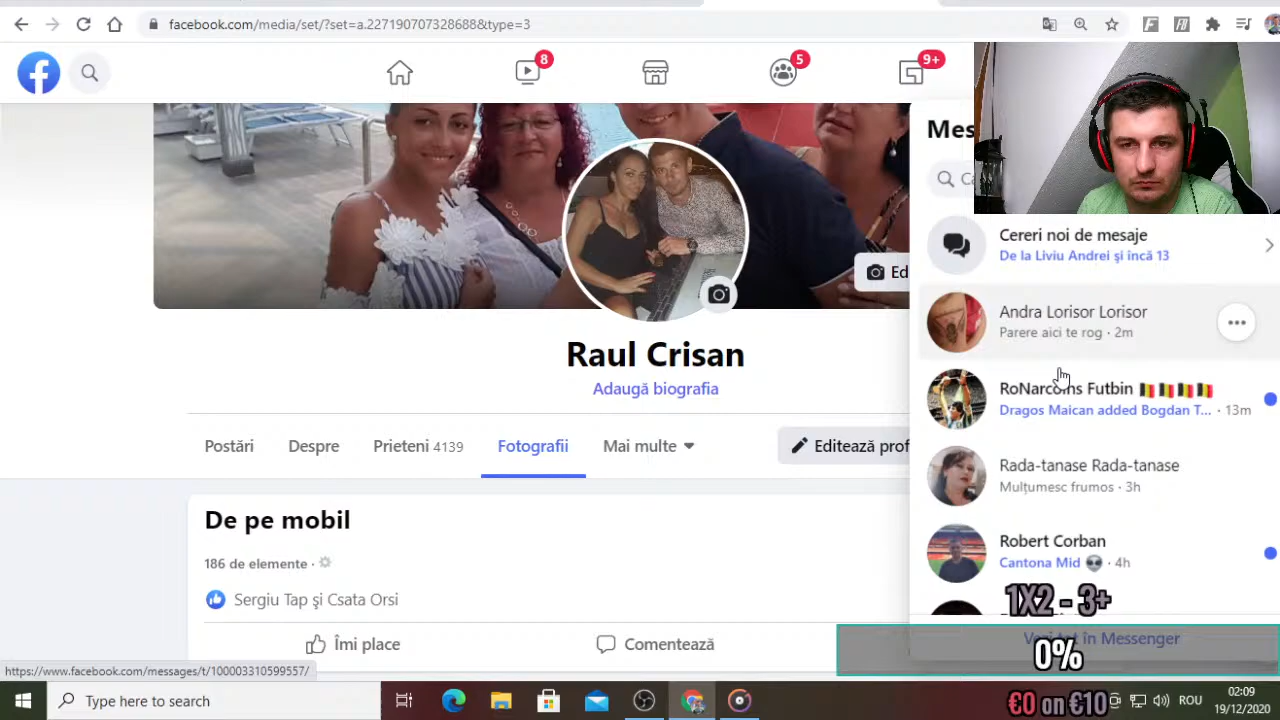 facebook.com/media/set/?set=a.227190707328688&type=3
8
5
9+
Mes
Raul Crisan
Adaugă biografia
Postări
Despre
Prieteni 4139
Fotografii
Mai multe
Editează prof
De pe mobil
186 de elemente ·
Sergiu Tap și Csata Orsi
Îmi place
Comentează
Cereri noi de mesaje
De la Liviu Andrei și încă 13
Andra Lorisor Lorisor
Parere aici te rog · 2m
Futbin
Dragos Maican added Bogdan T... · 13m
Rada-tanase Rada-tanase
Mulțumesc frumos · 3h
Robert Corban
Cantona Mid 👽 · 4h
1X2 - 3+
Vezi tot în Messenger
0%
€0 on €10
https://www.facebook.com/messages/t/100003310599557/
Type here to search
ROU
02:09
19/12/2020